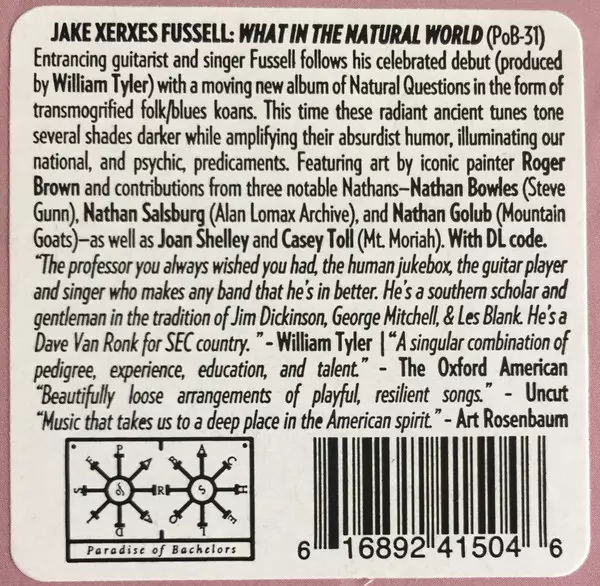 JAKE XERXES FUSSELL: WHAT IN THE NATURAL WORLD (PoB-31)
Entrancing guitarist and singer Fussell follows his celebrated debut (produced
by William Tyler) with a moving new album of Natural Questions in the form of
transmogrified folk/blues koans. This time these radiant ancient tunes tone
several shades darker while amplifying their absurdist humor, illuminating our
national, and psychic, predicaments. Featuring art by iconic painter Roger
Brown and contributions from three notable Nathans–Nathan Bowles (Steve
Gunn), Nathan Salsburg (Alan Lomax Archive), and Nathan Golub (Mountain
Goats)–as well as Joan Shelley and Casey Toll (Mt. Moriah). With DL code.
"The professor you always wished you had, the human jukebox, the guitar player
and singer who makes any band that he's in better. He's a southern scholar and
gentleman in the tradition of Jim Dickinson, George Mitchell, & Les Blank. He's a
Dave Van Ronk for SEC country. "- William Tyler | "A singular combination of
pedigree, experience, education, and talent." - The Oxford American
"Beautifully loose arrangements of playful, resilient songs." - Uncut
"Music that takes us to a deep place in the American spirit." - Art Rosenbaum
Paradise of Bachelors
6 16892 41504 6